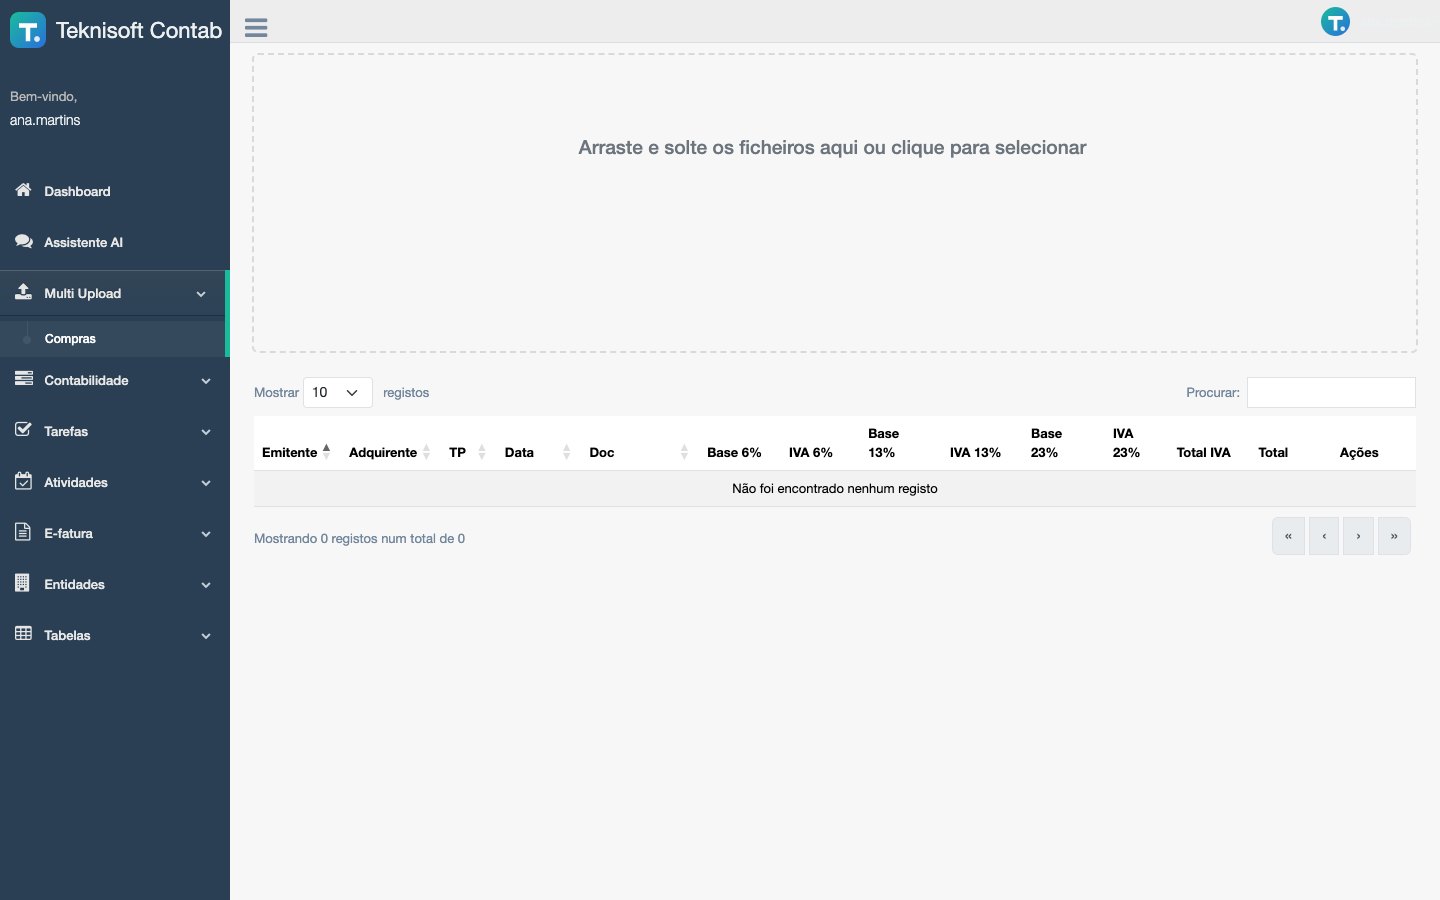 T. Teknisoft Contab
T.
Bem-vindo,
ana.martins
Dashboard
Assistente AI
Multi Upload
Compras
Contabilidade
Tarefas
Atividades
E-fatura
Entidades
Tabelas
Arraste e solte os ficheiros aqui ou clique para selecionar
Mostrar 10 registos
Procurar:
Emitente Adquirente TP Data Doc Base 6% IVA 6% Base 13% IVA 13% Base 23% IVA 23% Total IVA Total Ações
Não foi encontrado nenhum registo
Mostrando 0 registos num total de 0
« ‹ › »